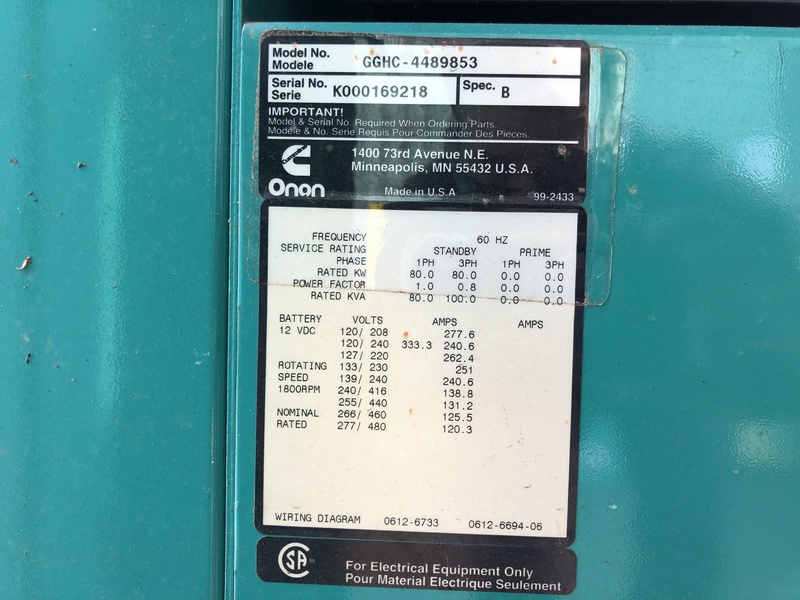 Model No. GGHC-4489853
Modele
Serial No. K000169218 Spec. B
Serie
IMPORTANT!
Model & Serial No. Required When Ordering Parts.
Modele & No. Serie Requis Pour Commander Des Pieces.
Cummins
Onan
1400 73rd Avenue N.E.
Minneapolis, MN 55432 U.S.A.
Made in U.S.A
99-2433
FREQUENCY 60 HZ
SERVICE RATING STANDBY PRIME
PHASE 1PH 3PH 1PH 3PH
RATED KW 80.0 80.0 0.0 0.0
POWER FACTOR 1.0 0.8 0.0 0.0
RATED KVA 80.0 100.0 0.0 0.0
BATTERY VOLTS AMPS AMPS
12 VDC 120/ 208 277.6
120/ 240 333.3 240.6
127/ 220 262.4
ROTATING 133/ 230 251
SPEED 139/ 240 240.6
1800RPM 240/ 416 138.8
255/ 440 131.2
NOMINAL 266/ 460 125.5
RATED 277/ 480 120.3
WIRING DIAGRAM 0612-6733 0612-6694-06
CSA
For Electrical Equipment Only
Pour Material Electrique Seulement